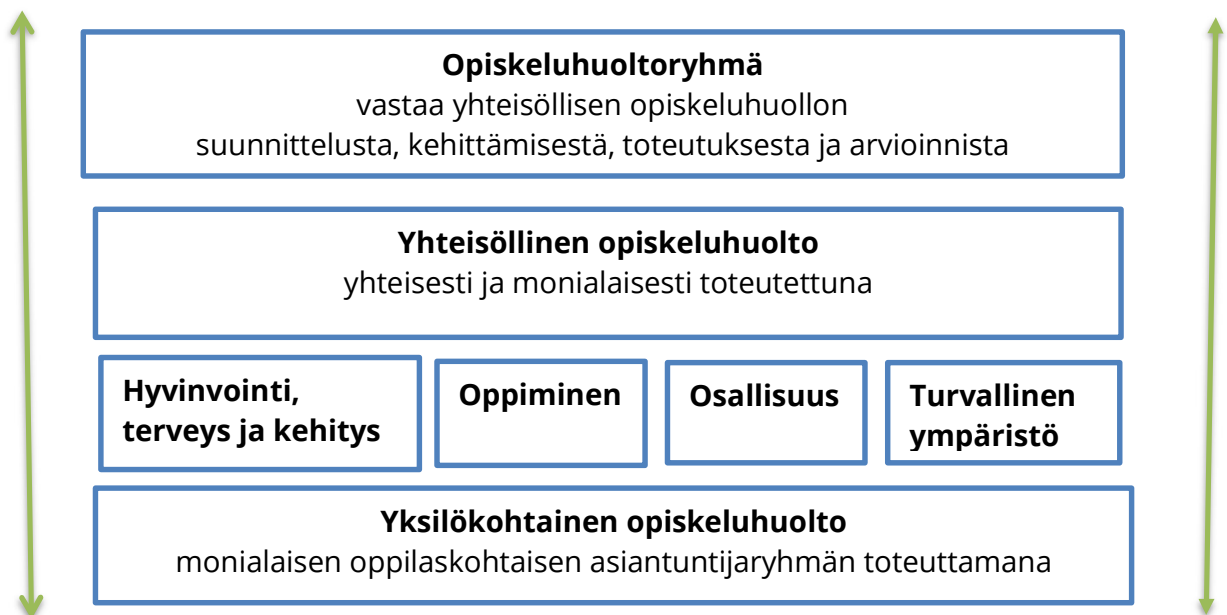 Opiskeluhuoltoryhmä
vastaa yhteisöllisen opiskeluhuollon
suunnittelusta, kehittämisestä, toteutuksesta ja arvioinnista
Yhteisöllinen opiskeluhuolto
yhteisesti ja monialaisesti toteutettuna
Hyvinvointi,
terveys ja kehitys
Oppiminen
Osallisuus
Turvallinen
ympäristö
Yksilökohtainen opiskeluhuolto
monialaisen oppilaskohtaisen asiantuntijaryhmän toteuttamana